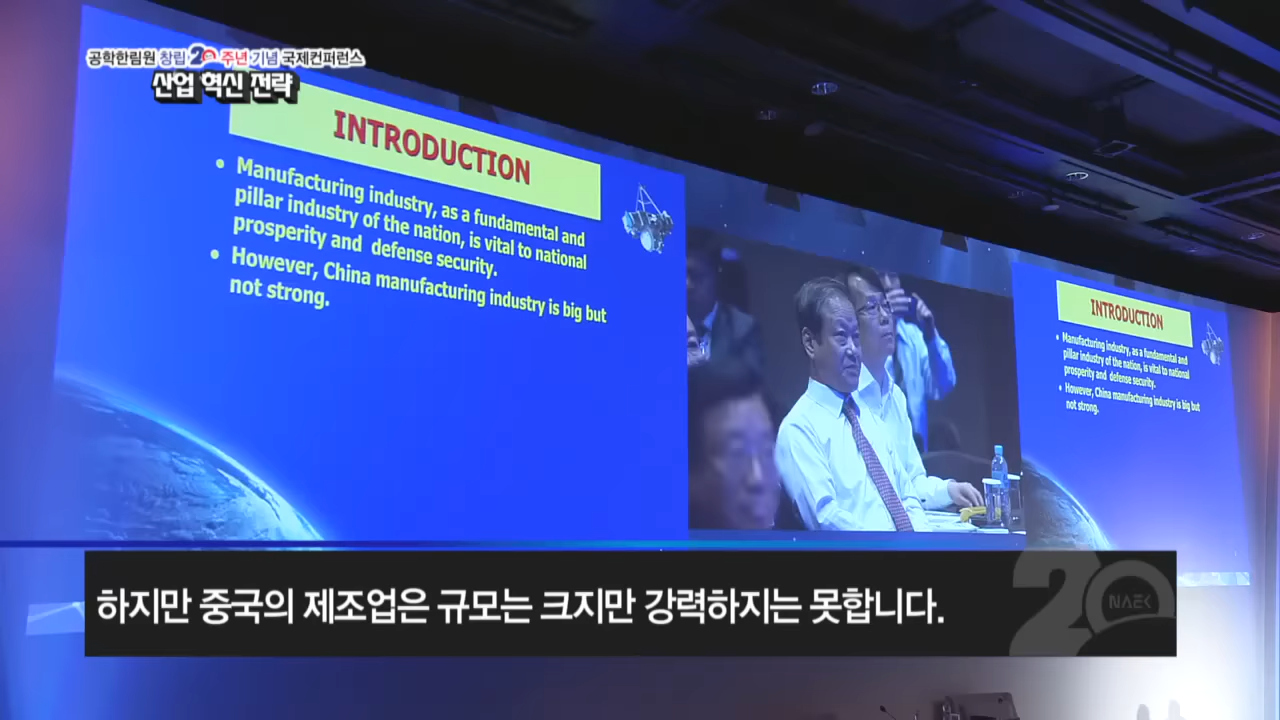 공학한림원 창립 20 주년 기념 국제컨퍼런스
산업 혁신 전략
INTRODUCTION
• Manufacturing industry, as a fundamental and
pillar industry of the nation, is vital to national
prosperity and defense security.
• However, China manufacturing industry is big but
not strong.
INTRODUCTION
• Manufacturing industry, as a fundamental and
pillar industry of the nation, is vital to national
prosperity and defense security.
• However, China manufacturing industry is big but
not strong.
하지만 중국의 제조업은 규모는 크지만 강력하지는 못합니다.
20 NAEK